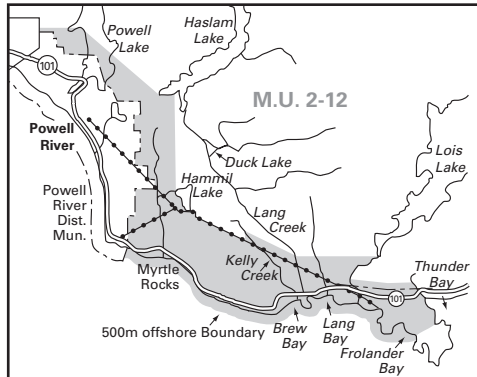 Powell
Lake
Haslam
Lake
101
M.U. 2-12
Powell
River
Duck Lake
Lois
Lake
Hammil
Lake
Powell
River
Dist.
Mun.
Lang
Creek
Kelly
Creek
Thunder
Bay
Myrtle
Rocks
101
500m offshore Boundary
Brew
Bay
Lang
Bay
Frolander
Bay